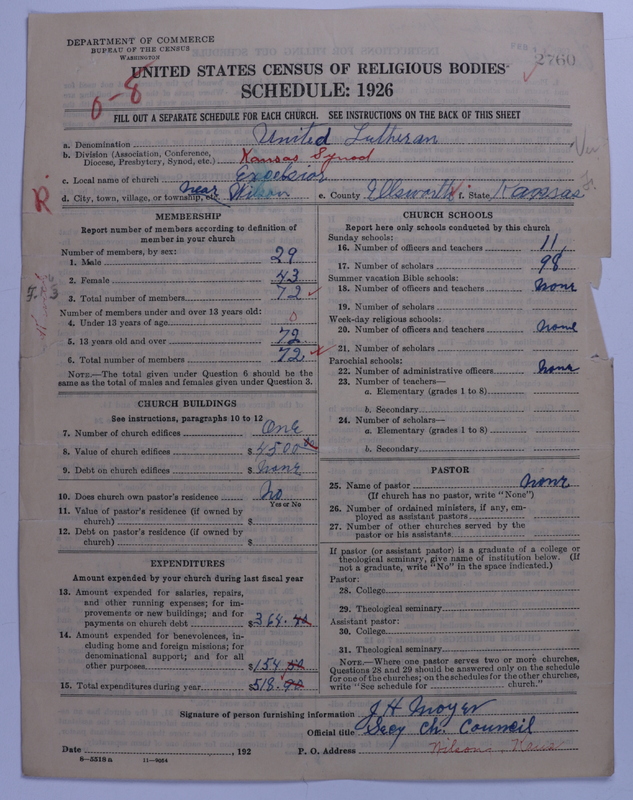 DEPARTMENT OF COMMERCE
BUREAU OF THE CENSUS
WASHINGTON
2760
UNITED STATES CENSUS OF RELIGIOUS BODIES
SCHEDULE: 1926
0-8
FILL OUT A SEPARATE SCHEDULE FOR EACH CHURCH. SEE INSTRUCTIONS ON THE BACK OF THIS SHEET
a. Denomination United Lutheran
b. Division (Association, Conference, Diocese, Presbytery, Synod, etc.) Kansas Synod
c. Local name of church Excelsior
d. City, town, village, or township, etc. near Wilson e. County Ellsworth f. State Kansas
R.
MEMBERSHIP
Report number of members according to definition of
member in your church
Number of members, by sex:
1. Male 29
2. Female 43
3. Total number of members 72
Number of members under and over 13 years old:
4. Under 13 years of age 0
5. 13 years old and over 72
6. Total number of members 72
NOTE.—The total given under Question 6 should be
same as the total of males and females given under Question 3.
CHURCH BUILDINGS
See instructions, paragraphs 10 to 12
7. Number of church edifices One
8. Value of church edifices $ 4500 00
9. Debt on church edifices $ none
10. Does church own pastor's residence No
Yes or No
11. Value of pastor's residence (if owned by
church) $
12. Debt on pastor's residence (if owned by
church) $
EXPENDITURES
Amount expended by your church during last fiscal year
13. Amount expended for salaries, repairs,
and other running expenses; for im-
provements or new buildings; and for
payments on church debt $ 364.
14. Amount expended for benevolences, in-
cluding home and foreign missions; for
denominational support; and for all
other purposes $ 154
15. Total expenditures during year $ 518.
CHURCH SCHOOLS
Report here only schools conducted by this church
Sunday schools:
16. Number of officers and teachers 11
17. Number of scholars 98
Summer vacation Bible schools:
18. Number of officers and teachers none
19. Number of scholars
Week-day religious schools:
20. Number of officers and teachers none
21. Number of scholars
Parochial schools:
22. Number of administrative officers none
23. Number of teachers—
a. Elementary (grades 1 to 8)
b. Secondary
24. Number of scholars—
a. Elementary (grades 1 to 8)
b. Secondary
PASTOR
25. Name of pastor none
(If church has no pastor, write "None")
26. Number of ordained ministers, if any, em-
ployed as assistant pastors
27. Number of other churches served by the
pastor or his assistants
If pastor (or assistant pastor) is a graduate of a college or
theological seminary, give name of institution below. (If
not a graduate, write "No" in the space indicated.)
Pastor:
28. College
29. Theological seminary
Assistant pastor:
30. College
31. Theological seminary
NOTE.—Where one pastor serves two or more churches,
Questions 28 and 29 should be answered only on the schedule
for one of the churches; on the schedules for the other churches,
write "See schedule for church."
Signature of person furnishing information J H Moyer
Official title Secy Ch. Council
Date 192 P. O. Address Wilson, Kans
6—5518 a 11—9054